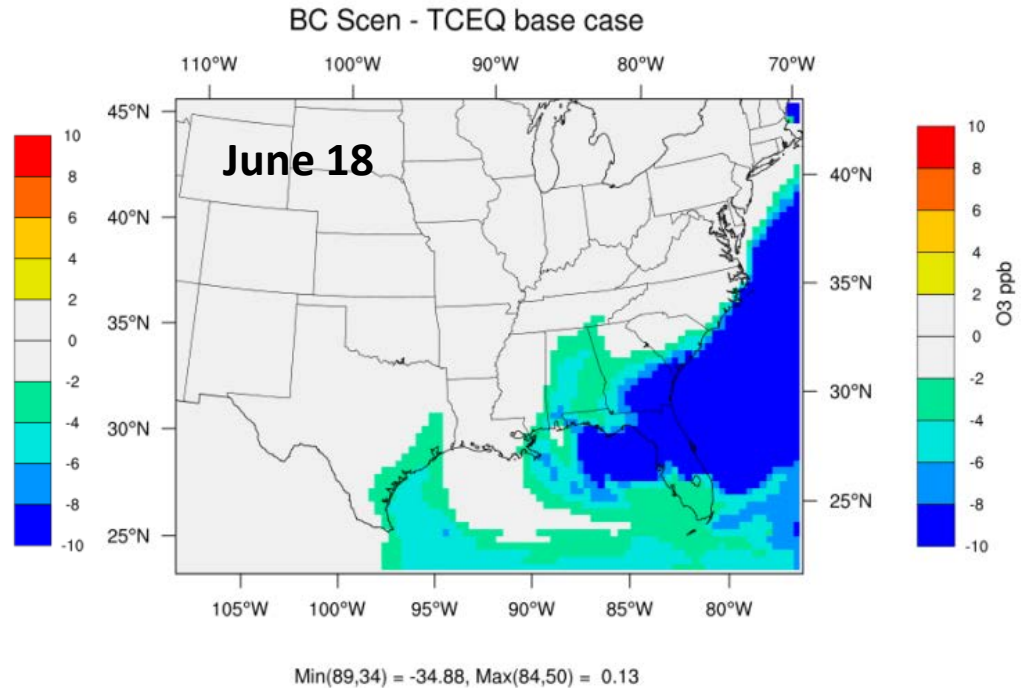 BC Scen - TCEQ base case
110°W 100°W 90°W 80°W 70°W
45°N
40°N
35°N
30°N
25°N
June 18
40°N
35°N
30°N
25°N
10
8
6
4
2
0
-2
-4
-6
-8
-10
10
8
6
4
2
0
-2
-4
-6
-8
-10
O3 ppb
105°W 100°W 95°W 90°W 85°W 80°W
Min(89,34) = -34.88, Max(84,50) = 0.13